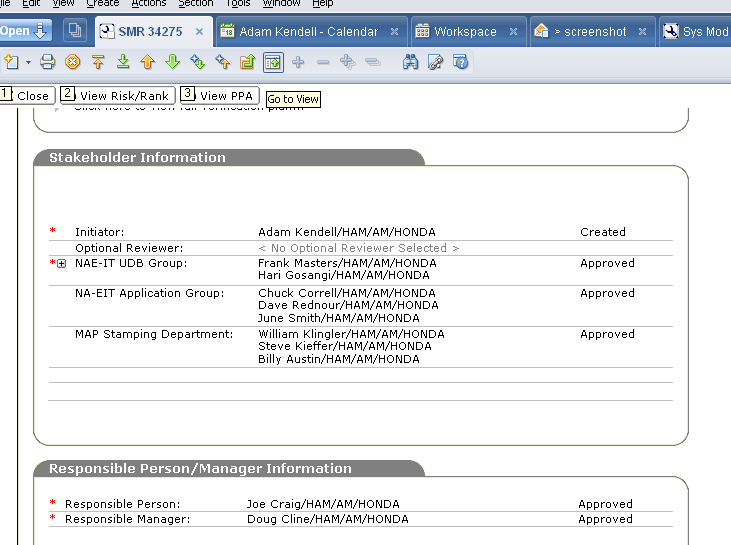 ile Edit View Create Actions Section Tools Window Help
Open SMR 34275 Adam Kendell - Calendar Workspace > screenshot Sys Mod
1 Close 2 View Risk/Rank 3 View PPA Go to View
Stakeholder Information
* Initiator: Adam Kendell/HAM/AM/HONDA Created
Optional Reviewer: < No Optional Reviewer Selected >
* NAE-IT UDB Group: Frank Masters/HAM/AM/HONDA Approved
Hari Gosangi/HAM/AM/HONDA
NA-EIT Application Group: Chuck Correll/HAM/AM/HONDA Approved
Dave Rednour/HAM/AM/HONDA
June Smith/HAM/AM/HONDA
MAP Stamping Department: William Klingler/HAM/AM/HONDA Approved
Steve Kieffer/HAM/AM/HONDA
Billy Austin/HAM/AM/HONDA
Responsible Person/Manager Information
* Responsible Person: Joe Craig/HAM/AM/HONDA Approved
* Responsible Manager: Doug Cline/HAM/AM/HONDA Approved